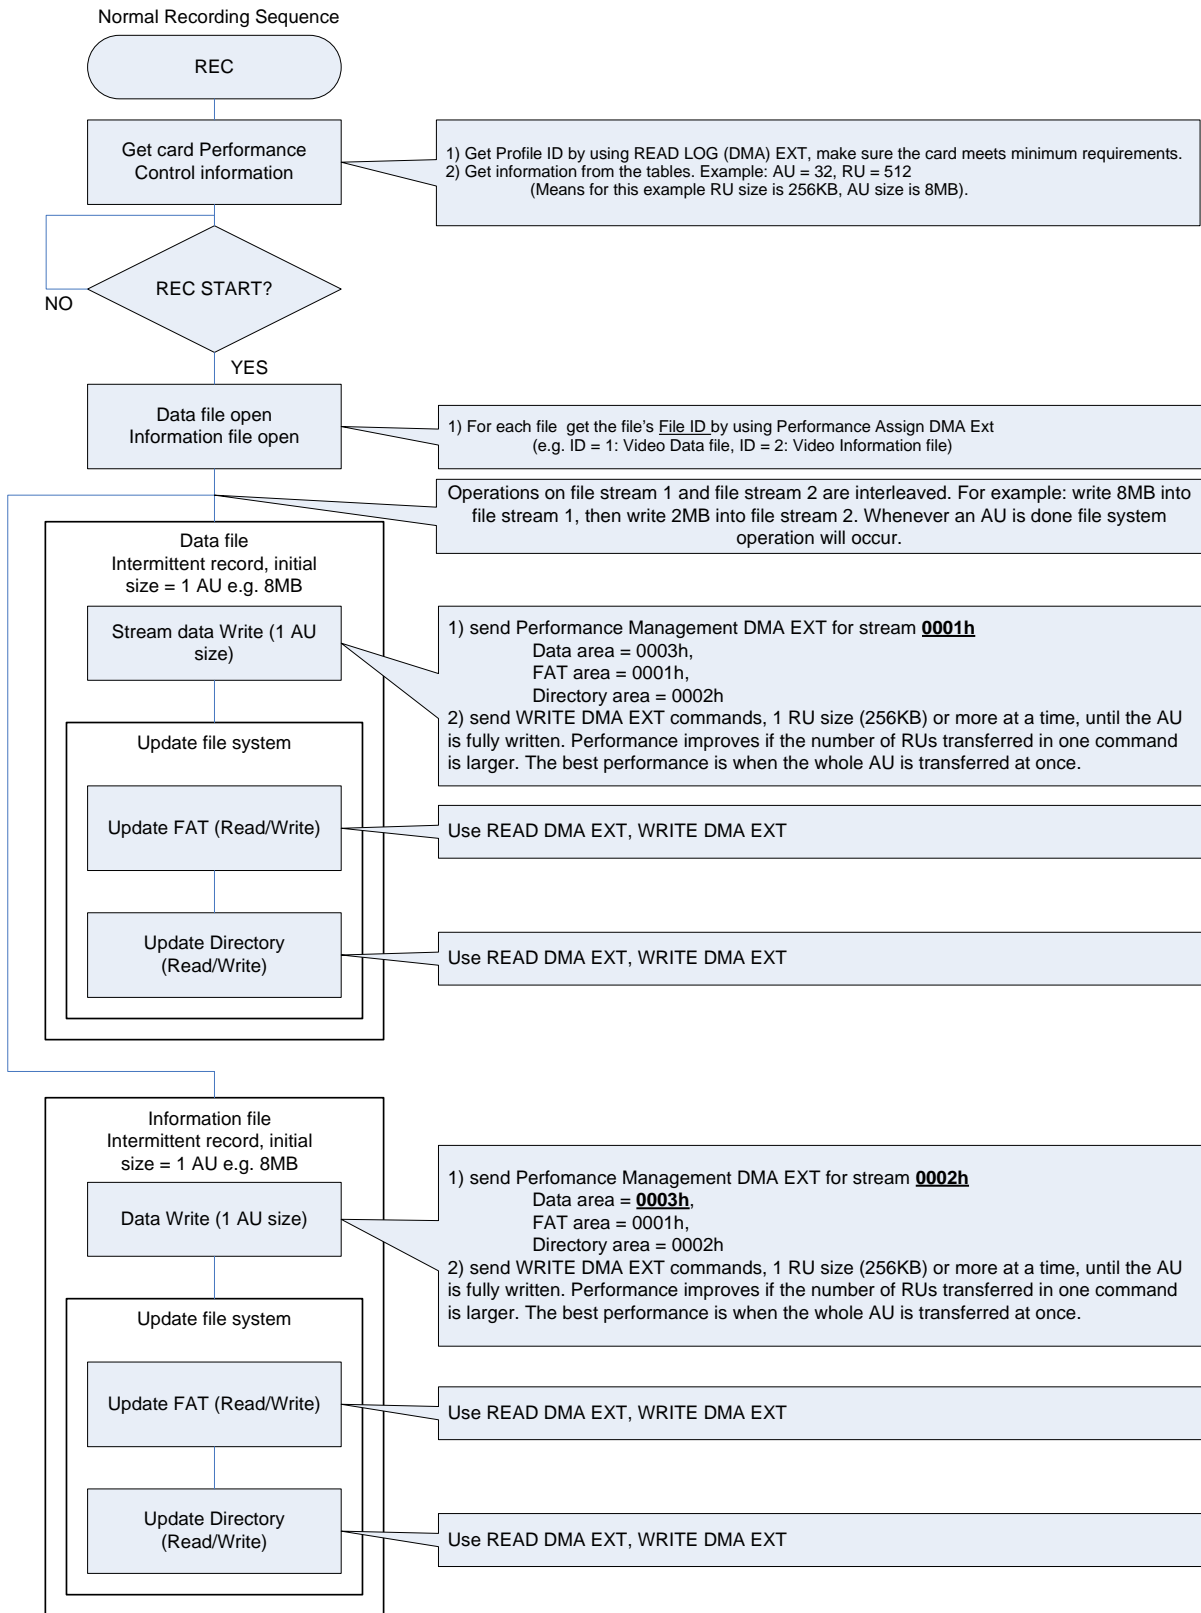 Normal Recording Sequence
REC
Get card Performance
Control information
1) Get Profile ID by using READ LOG (DMA) EXT, make sure the card meets minimum requirements.
2) Get information from the tables. Example: AU = 32, RU = 512
(Means for this example RU size is 256KB, AU size is 8MB).
REC START?
NO
YES
Data file open
Information file open
1) For each file  get the file's File ID by using Performance Assign DMA Ext
(e.g. ID = 1: Video Data file, ID = 2: Video Information file)
Operations on file stream 1 and file stream 2 are interleaved. For example: write 8MB into
file stream 1, then write 2MB into file stream 2. Whenever an AU is done file system
operation will occur.
Data file
Intermittent record, initial
size = 1 AU e.g. 8MB
Stream data Write (1 AU
size)
1) send Performance Management DMA EXT for stream 0001h
Data area = 0003h,
FAT area = 0001h,
Directory area = 0002h
2) send WRITE DMA EXT commands, 1 RU size (256KB) or more at a time, until the AU
is fully written. Performance improves if the number of RUs transferred in one command
is larger. The best performance is when the whole AU is transferred at once.
Update file system
Update FAT (Read/Write)
Use READ DMA EXT, WRITE DMA EXT
Update Directory
(Read/Write)
Use READ DMA EXT, WRITE DMA EXT
Information file
Intermittent record, initial
size = 1 AU e.g. 8MB
Data Write (1 AU size)
1) send Perfomance Management DMA EXT for stream 0002h
Data area = 0003h,
FAT area = 0001h,
Directory area = 0002h
2) send WRITE DMA EXT commands, 1 RU size (256KB) or more at a time, until the AU
is fully written. Performance improves if the number of RUs transferred in one command
is larger. The best performance is when the whole AU is transferred at once.
Update file system
Update FAT (Read/Write)
Use READ DMA EXT, WRITE DMA EXT
Update Directory
(Read/Write)
Use READ DMA EXT, WRITE DMA EXT